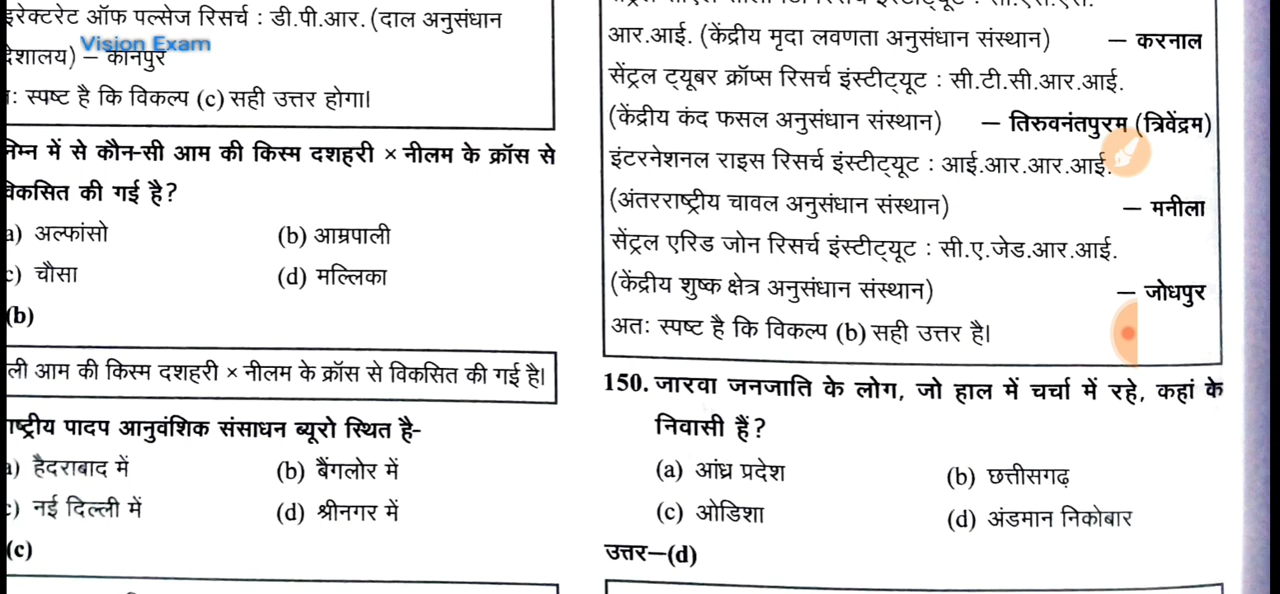 इरेक्टरेट ऑफ पल्सेज रिसर्च : डी.पी.आर. (दाल अनुसंधान
Vision Exam
देशालय) — कानपुर
: स्पष्ट है कि विकल्प (c) सही उत्तर होगा।
निम्न में से कौन-सी आम की किस्म दशहरी × नीलम के क्रॉस से
विकसित की गई है?
a) अल्फांसो (b) आम्रपाली
c) चौसा (d) मल्लिका
(b)
ली आम की किस्म दशहरी × नीलम के क्रॉस से विकसित की गई है।
राष्ट्रीय पादप आनुवंशिक संसाधन ब्यूरो स्थित है-
a) हैदराबाद में (b) बैंगलोर में
c) नई दिल्ली में (d) श्रीनगर में
(c)
आर.आई. (केंद्रीय मृदा लवणता अनुसंधान संस्थान) — करनाल
सेंट्रल ट्यूबर क्रॉप्स रिसर्च इंस्टीट्यूट : सी.टी.सी.आर.आई.
(केंद्रीय कंद फसल अनुसंधान संस्थान) — तिरुवनंतपुरम (त्रिवेंद्रम)
इंटरनेशनल राइस रिसर्च इंस्टीट्यूट : आई.आर.आर.आई.
(अंतरराष्ट्रीय चावल अनुसंधान संस्थान) — मनीला
सेंट्रल एरिड जोन रिसर्च इंस्टीट्यूट : सी.ए.जेड.आर.आई.
(केंद्रीय शुष्क क्षेत्र अनुसंधान संस्थान) — जोधपुर
अतः स्पष्ट है कि विकल्प (b) सही उत्तर है।
150. जारवा जनजाति के लोग, जो हाल में चर्चा में रहे, कहां के
निवासी हैं?
(a) आंध्र प्रदेश (b) छत्तीसगढ़
(c) ओडिशा (d) अंडमान निकोबार
उत्तर—(d)